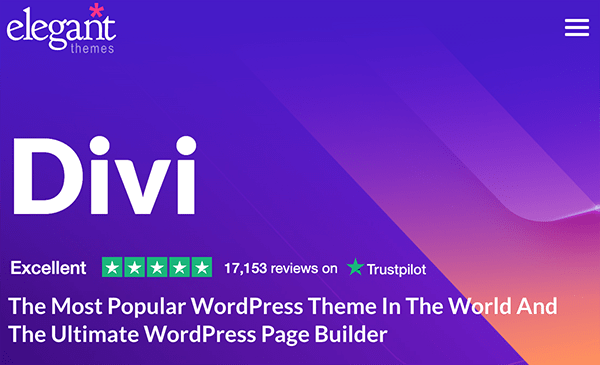 elegant
themes
Divi
Excellent 17,153 reviews on Trustpilot
The Most Popular WordPress Theme In The World And
The Ultimate WordPress Page Builder